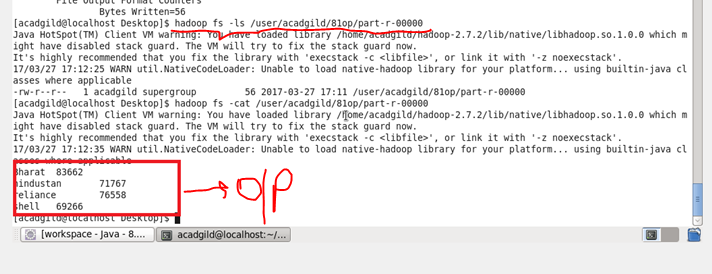 File Output Format Counters
Bytes Written=56
[acadgild@localhost Desktop]$ hadoop fs -ls /user/acadgild/81op/part-r-00000
Java HotSpot(TM) Client VM warning: You have loaded library /home/acadgild/hadoop-2.7.2/lib/native/libhadoop.so.1.0.0 which m
ight have disabled stack guard. The VM will try to fix the stack guard now.
It's highly recommended that you fix the library with 'execstack -c <libfile>', or link it with '-z noexecstack'.
17/03/27 17:12:25 WARN util.NativeCodeLoader: Unable to load native-hadoop library for your platform... using builtin-java cl
asses where applicable
-rw-r--r--   1 acadgild supergroup         56 2017-03-27 17:11 /user/acadgild/81op/part-r-00000
[acadgild@localhost Desktop]$ hadoop fs -cat /user/acadgild/81op/part-r-00000
Java HotSpot(TM) Client VM warning: You have loaded library /home/acadgild/hadoop-2.7.2/lib/native/libhadoop.so.1.0.0 which m
ight have disabled stack guard. The VM will try to fix the stack guard now.
It's highly recommended that you fix the library with 'execstack -c <libfile>', or link it with '-z noexecstack'.
17/03/27 17:12:35 WARN util.NativeCodeLoader: Unable to load native-hadoop library for your platform... using builtin-java cl
asses where applicable
Bharat 83662
hindustan 71767
reliance 76558
shell 69266
O/P
[acadgild@localhost Desktop]$
[workspace - Java - 8.... acadgild@localhost:~/...